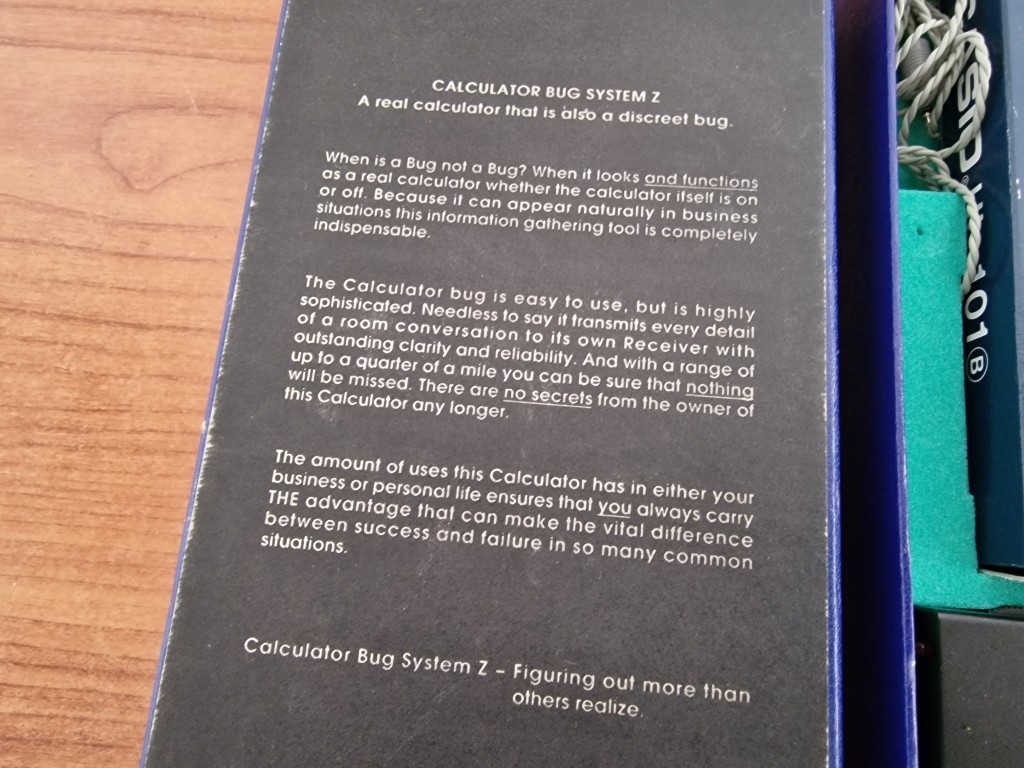 CALCULATOR BUG SYSTEM Z
A real calculator that is also a discreet bug.
When is a Bug not a Bug? When it looks and functions
as a real calculator whether the calculator itself is on
or off. Because it can appear naturally in business
situations this information gathering tool is completely
indispensable.
The Calculator bug is easy to use, but is highly
sophisticated. Needless to say it transmits every detail
of a room conversation to its own Receiver with
outstanding clarity and reliability. And with a range of
up to a quarter of a mile you can be sure that nothing
will be missed. There are no secrets from the owner of
this Calculator any longer.
The amount of uses this Calculator has in either your
business or personal life ensures that you always carry
THE advantage that can make the vital difference
between success and failure in so many common
situations.
Calculator Bug System Z – Figuring out more than
others realize.